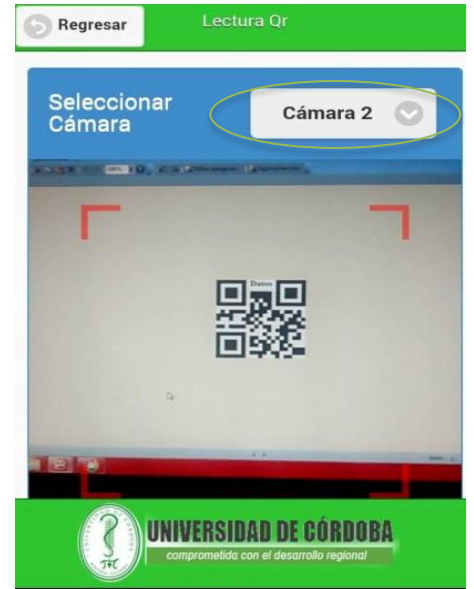 Regresar
Lectura Qr
Seleccionar
Cámara
Cámara 2
Datos
UNIVERSIDAD DE CÓRDOBA
comprometida con el desarrollo regional